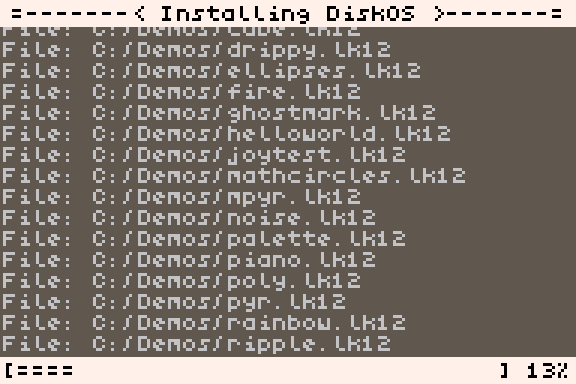 =-------< Installing DiskOS >-------=
File: C:/Demos/cube.lk12
File: C:/Demos/drippy.lk12
File: C:/Demos/ellipses.lk12
File: C:/Demos/fire.lk12
File: C:/Demos/ghostmark.lk12
File: C:/Demos/helloworld.lk12
File: C:/Demos/joytest.lk12
File: C:/Demos/mathcircles.lk12
File: C:/Demos/mpyr.lk12
File: C:/Demos/noise.lk12
File: C:/Demos/palette.lk12
File: C:/Demos/piano.lk12
File: C:/Demos/poly.lk12
File: C:/Demos/pyr.lk12
File: C:/Demos/rainbow.lk12
File: C:/Demos/ripple.lk12
[==== ] 13%